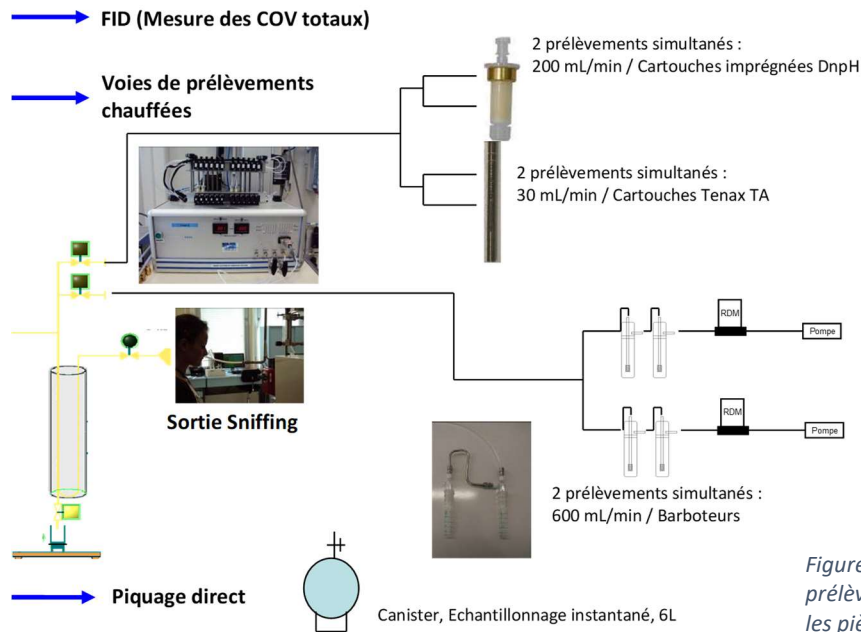 FID (Mesure des COV totaux)
Voies de prélèvements
chauffées
2 prélèvements simultanés :
200 mL/min / Cartouches imprégnées DnpH
2 prélèvements simultanés :
30 mL/min / Cartouches Tenax TA
RDM
Pompe
Sortie Sniffing
RDM
Pompe
2 prélèvements simultanés :
600 mL/min / Barboteurs
Figure
prélèv
les piè
Piquage direct
Canister, Echantillonnage instantané, 6L